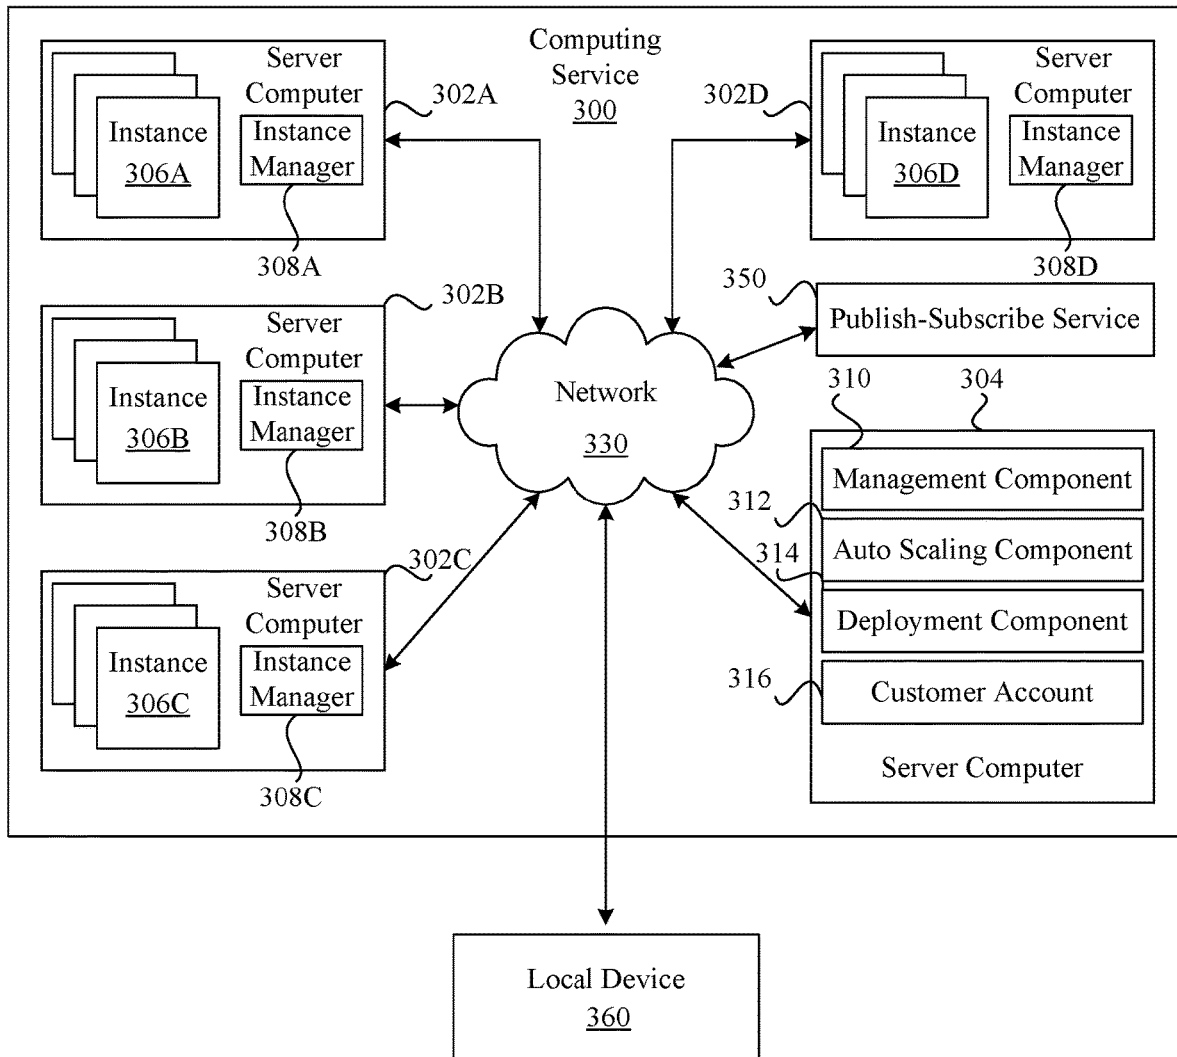 Computing
Service
300
Server
Computer
302A
Instance
306A
Instance
Manager
308A
302D
Server
Computer
Instance
306D
Instance
Manager
308D
302B
Server
Computer
Instance
306B
Instance
Manager
308B
350
Publish-Subscribe Service
Network
330
310
304
Management Component
312
Auto Scaling Component
314
Deployment Component
316
Customer Account
Server Computer
302C
Server
Computer
Instance
306C
Instance
Manager
308C
Local Device
360